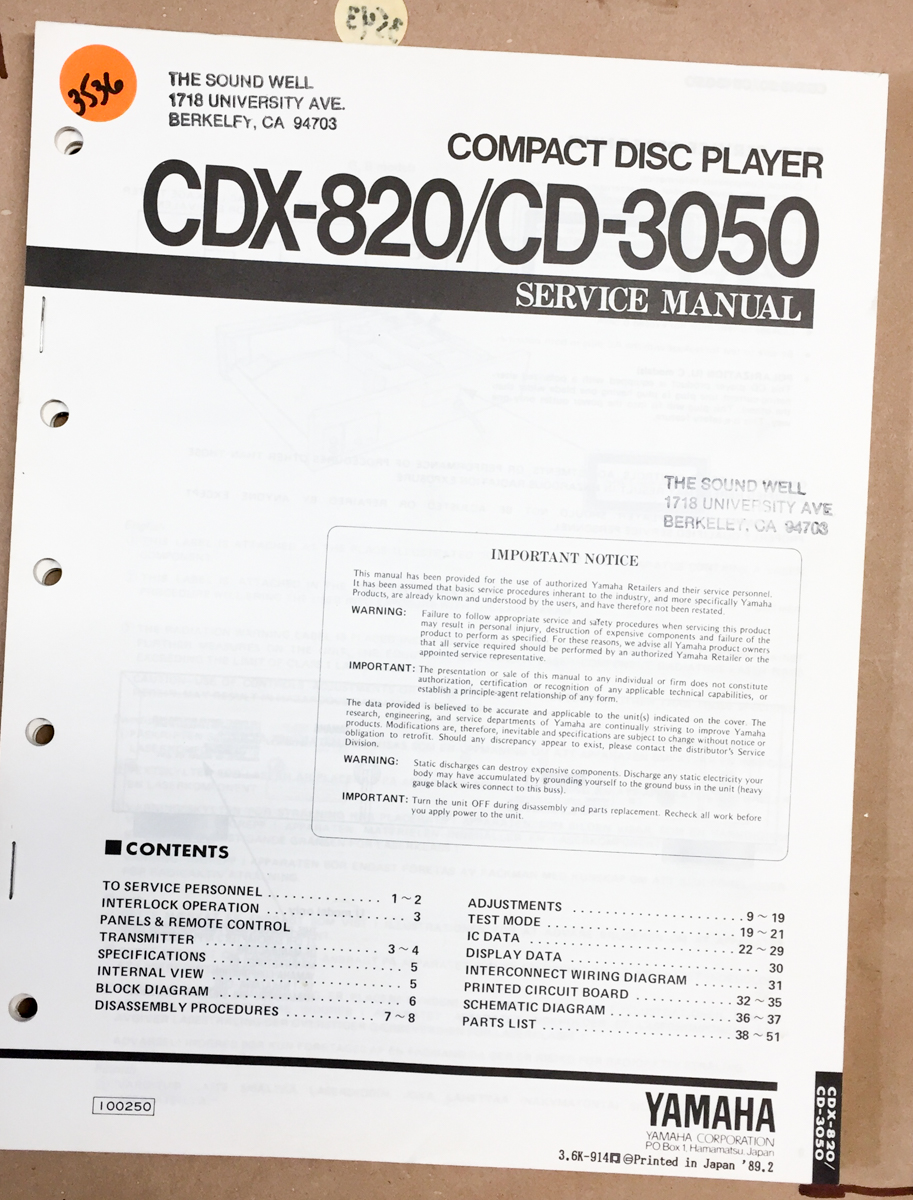 3536
THE SOUND WELL
1718 UNIVERSITY AVE.
BERKELEY, CA 94703
COMPACT DISC PLAYER
CDX-820/CD-3050
SERVICE MANUAL
THE SOUND WELL
1718 UNIVERSITY AVE
BERKELEY, CA 94703
IMPORTANT NOTICE
This manual has been provided for the use of authorized Yamaha Retailers and their service personnel.
It has been assumed that basic service procedures inherant to the industry, and more specifically Yamaha
Products, are already known and understood by the users, and have therefore not been restated.
WARNING: Failure to follow appropriate service and safety procedures when servicing this product
may result in personal injury, destruction of expensive components and failure of the
product to perform as specified. For these reasons, we advise all Yamaha product owners
that all service required should be performed by an authorized Yamaha Retailer or the
appointed service representative.
IMPORTANT: The presentation or sale of this manual to any individual or firm does not constitute
authorization, certification or recognition of any applicable technical capabilities, or
establish a principle-agent relationship of any form.
The data provided is believed to be accurate and applicable to the unit(s) indicated on the cover. The
research, engineering, and service departments of Yamaha are continually striving to improve Yamaha
products. Modifications are, therefore, inevitable and specifications are subject to change without notice or
obligation to retrofit. Should any discrepancy appear to exist, please contact the distributor's Service
Division.
WARNING: Static discharges can destroy expensive components. Discharge any static electricity your
body may have accumulated by grounding yourself to the ground buss in the unit (heavy
gauge black wires connect to this buss).
IMPORTANT: Turn the unit OFF during disassembly and parts replacement. Recheck all work before
you apply power to the unit.
■CONTENTS
TO SERVICE PERSONNEL .................. 1~2
INTERLOCK OPERATION .................. 3
PANELS & REMOTE CONTROL
TRANSMITTER .................. 3~4
SPECIFICATIONS .................. 5
INTERNAL VIEW .................. 5
BLOCK DIAGRAM .................. 6
DISASSEMBLY PROCEDURES ............ 7~8
ADJUSTMENTS .................. 9~19
TEST MODE .................. 19~21
IC DATA .................. 22~29
DISPLAY DATA .................. 30
INTERCONNECT WIRING DIAGRAM ........ 31
PRINTED CIRCUIT BOARD ............ 32~35
SCHEMATIC DIAGRAM .............. 36~37
PARTS LIST .................. 38~51
100250
YAMAHA
YAMAHA CORPORATION
P.O.Box 1, Hamamatsu, Japan
3.6K-914 Printed in Japan '89.2
CDX-820/
CD-3050